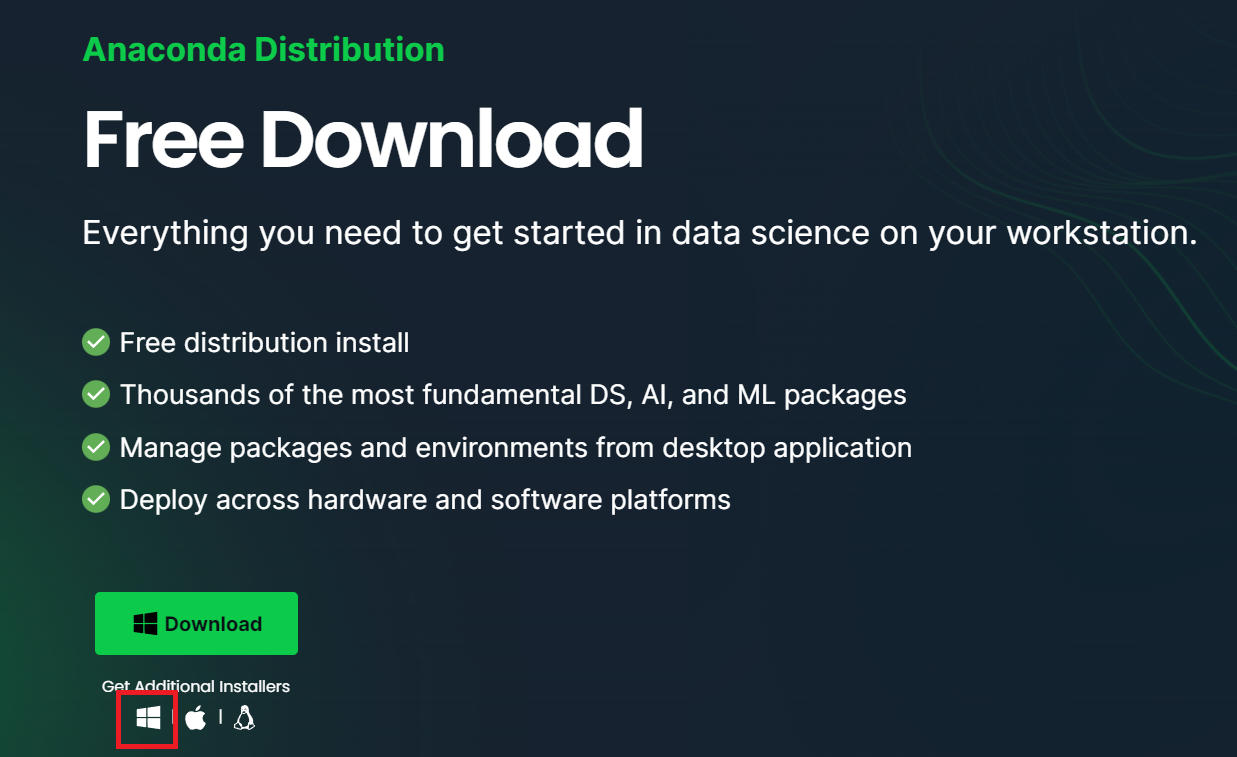 Anaconda Distribution
Free Download
Everything you need to get started in data science on your workstation.
Free distribution install
Thousands of the most fundamental DS, AI, and ML packages
Manage packages and environments from desktop application
Deploy across hardware and software platforms
Download
Get Additional Installers
| |